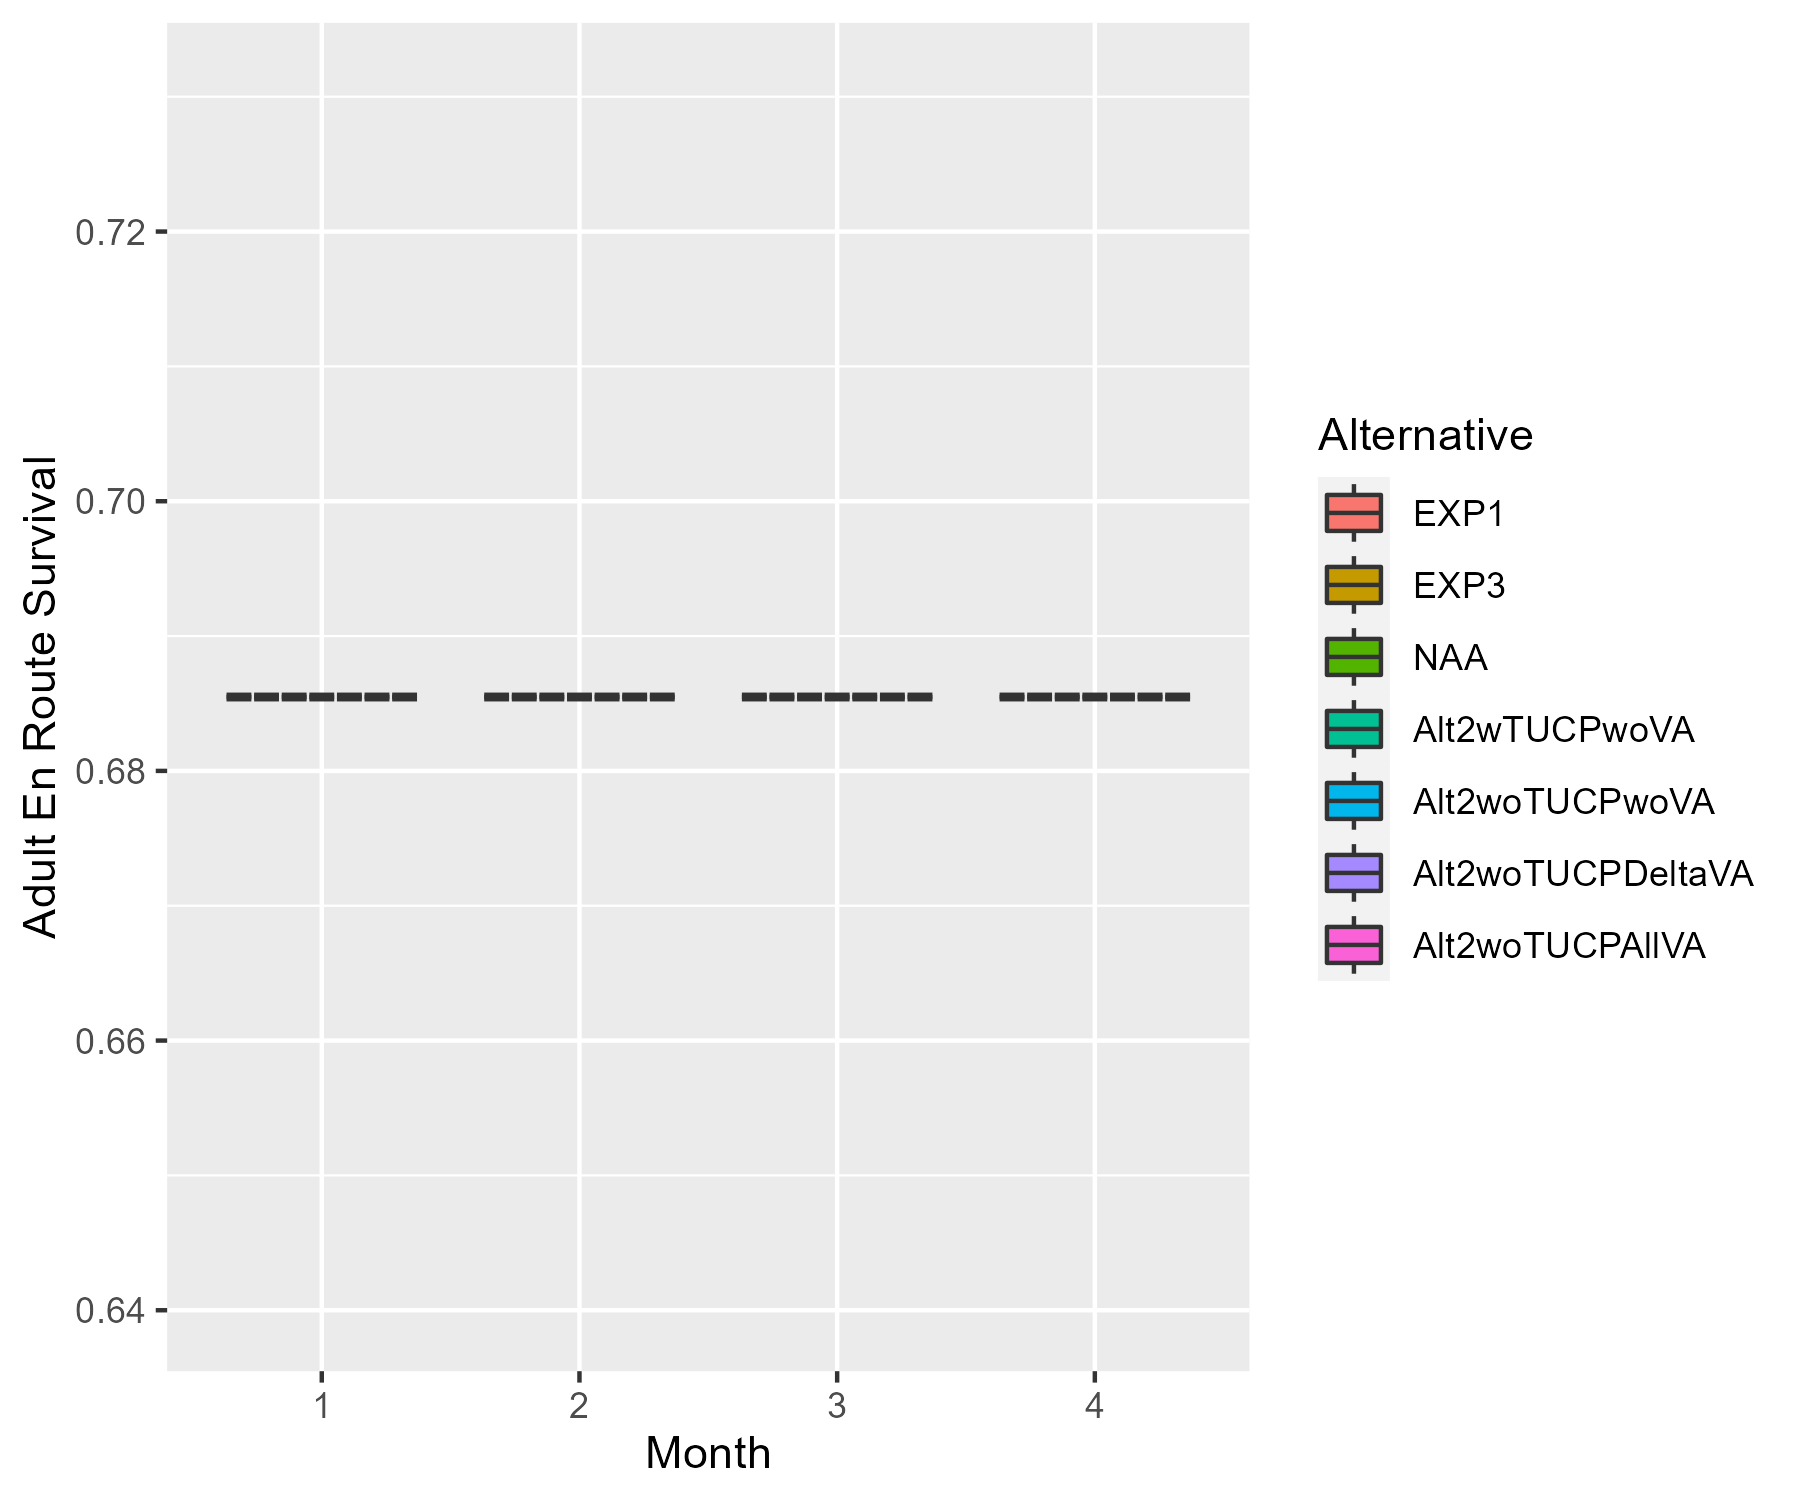 Adult En Route Survival
0.72
0.70
0.68
0.66
0.64
1 2 3 4
Month
Alternative
EXP1
EXP3
NAA
Alt2wTUCPwoVA
Alt2woTUCPwoVA
Alt2woTUCPDeltaVA
Alt2woTUCPAllVA